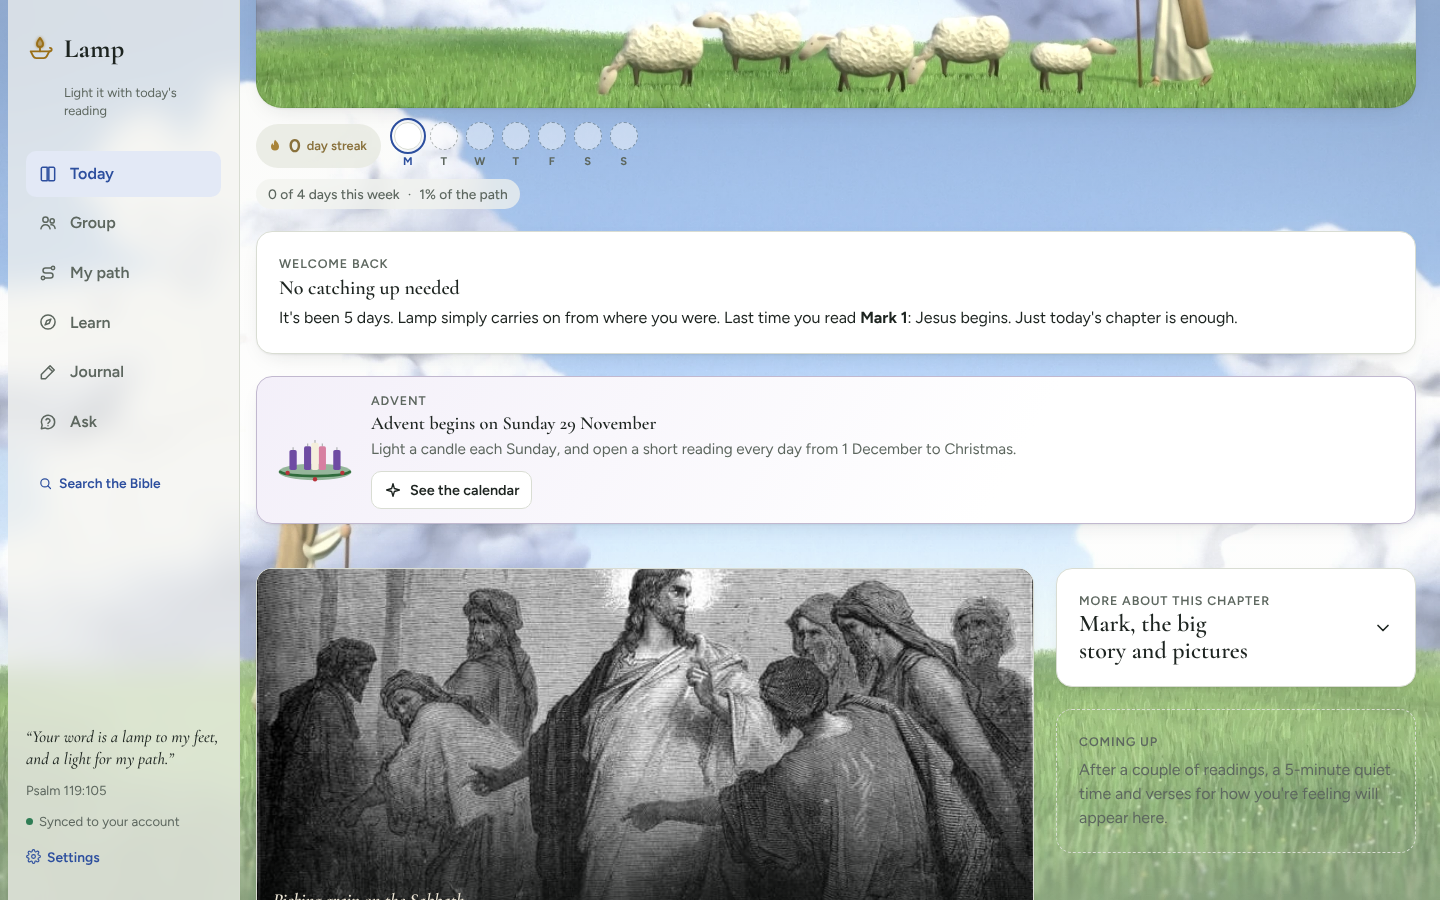 Lamp
Light it with today's
reading
Today
Group
My path
Learn
Journal
Ask
Search the Bible
“Your word is a lamp to my feet,
and a light for my path.”
Psalm 119:105
Synced to your account
Settings
0 day streak
M T W T F S S
0 of 4 days this week · 1% of the path
WELCOME BACK
No catching up needed
It's been 5 days. Lamp simply carries on from where you were. Last time you read Mark 1: Jesus begins. Just today's chapter is enough.
ADVENT
Advent begins on Sunday 29 November
Light a candle each Sunday, and open a short reading every day from 1 December to Christmas.
See the calendar
Picking grain on the Sabbath
MORE ABOUT THIS CHAPTER
Mark, the big
story and pictures
COMING UP
After a couple of readings, a 5-minute quiet
time and verses for how you're feeling will
appear here.